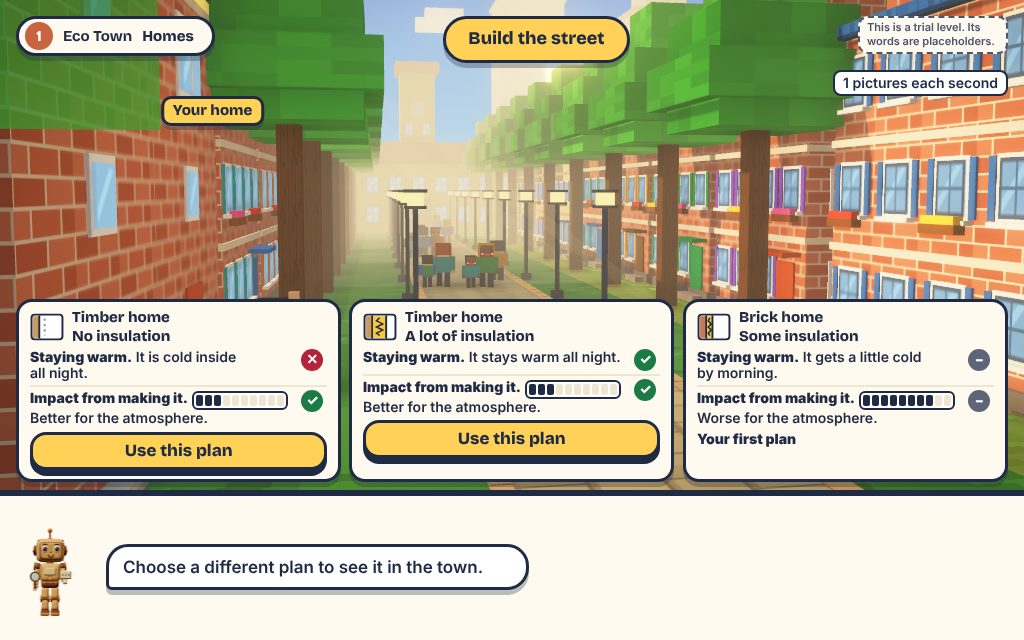 1 Eco Town Homes
Build the street
This is a trial level. Its
words are placeholders.
1 pictures each second
Your home
Timber home
No insulation
Staying warm. It is cold inside
all night.
Impact from making it.
Better for the atmosphere.
Use this plan
Timber home
A lot of insulation
Staying warm. It stays warm all night.
Impact from making it.
Better for the atmosphere.
Use this plan
Brick home
Some insulation
Staying warm. It gets a little cold
by morning.
Impact from making it.
Worse for the atmosphere.
Your first plan
Choose a different plan to see it in the town.